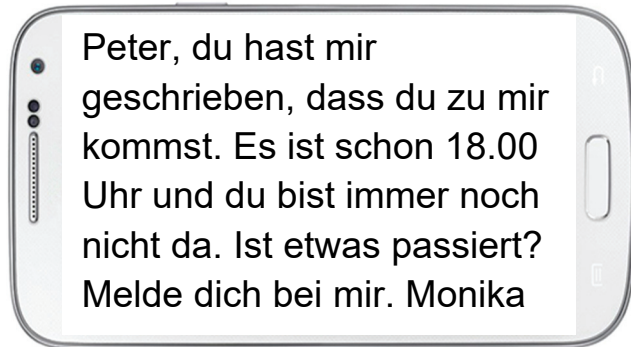 Peter, du hast mir
geschrieben, dass du zu mir
kommst. Es ist schon 18.00
Uhr und du bist immer noch
nicht da. Ist etwas passiert?
Melde dich bei mir. Monika